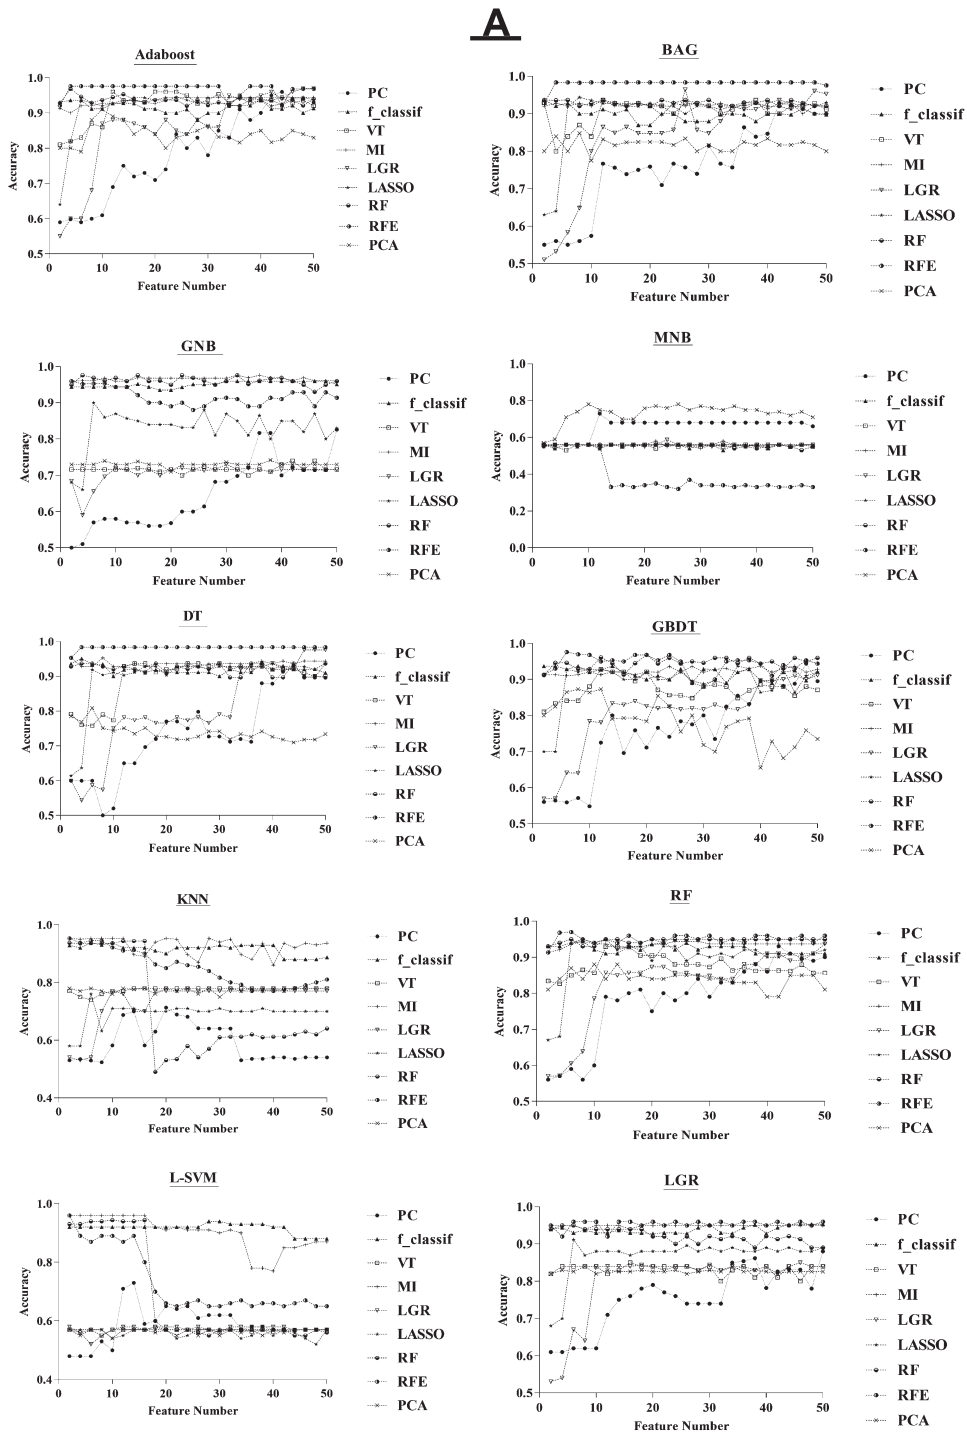 A
Adaboost
Accuracy
1.0
0.9
0.8
0.7
0.6
0.5
0
10
20
30
40
50
Feature Number
PC
f_classif
VT
MI
LGR
LASSO
RF
RFE
PCA
BAG
Accuracy
1.0
0.9
0.8
0.7
0.6
0.5
0
10
20
30
40
50
Feature Number
PC
f_classif
VT
MI
LGR
LASSO
RF
RFE
PCA
GNB
Accuracy
1.0
0.9
0.8
0.7
0.6
0.5
0
10
20
30
40
50
Feature Number
PC
f_classif
VT
MI
LGR
LASSO
RF
RFE
PCA
MNB
Accuracy
1.0
0.8
0.6
0.4
0.2
0.0
0
10
20
30
40
50
Feature Number
PC
f_classif
VT
MI
LGR
LASSO
RF
RFE
PCA
DT
Accuracy
1.0
0.9
0.8
0.7
0.6
0.5
0
10
20
30
40
50
Feature Number
PC
f_classif
VT
MI
LGR
LASSO
RF
RFE
PCA
GBDT
Accuracy
1.0
0.9
0.8
0.7
0.6
0.5
0
10
20
30
40
50
Feature Number
PC
f_classif
VT
MI
LGR
LASSO
RF
RFE
PCA
KNN
Accuracy
1.0
0.8
0.6
0.4
0
10
20
30
40
50
Feature Number
PC
f_classif
VT
MI
LGR
LASSO
RF
RFE
PCA
RF
Accuracy
1.0
0.9
0.8
0.7
0.6
0.5
0
10
20
30
40
50
Feature Number
PC
f_classif
VT
MI
LGR
LASSO
RF
RFE
PCA
L-SVM
Accuracy
1.0
0.8
0.6
0.4
0
10
20
30
40
50
Feature Number
PC
f_classif
VT
MI
LGR
LASSO
RF
RFE
PCA
LGR
Accuracy
1.0
0.9
0.8
0.7
0.6
0.5
0
10
20
30
40
50
Feature Number
PC
f_classif
VT
MI
LGR
LASSO
RF
RFE
PCA